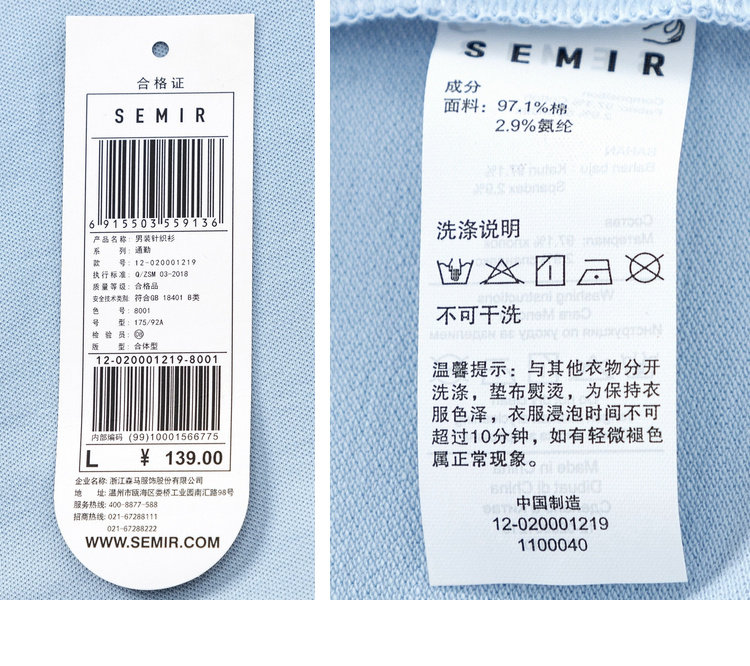 合格证
SEMIR
6 915503 559136
产品名称: 男装针织衫
系 列: 通勤
款 号: 12-020001219
执行标准: Q/ZSM 03-2018
质量等级: 合格品
安全技术类别: 符合GB 18401 B类
色 号: 8001
号 型: 175/92A
检 验 员:
版 型: 合体型
12-020001219-8001
内部编码 (99)10001566775
L ¥ 139.00
企业名称: 浙江森马服饰股份有限公司
地 址: 温州市瓯海区娄桥工业园南汇路98号
服务热线: 400-8877-588
招商热线: 021-67288111
021-67288222
WWW.SEMIR.COM
SEMIR
成分
面料: 97.1%棉
2.9%氨纶
洗涤说明
不可干洗
温馨提示: 与其他衣物分开
洗涤, 垫布熨烫, 为保持衣
服色泽, 衣服浸泡时间不可
超过10分钟, 如有轻微褪色
属正常现象。
中国制造
12-020001219
1100040